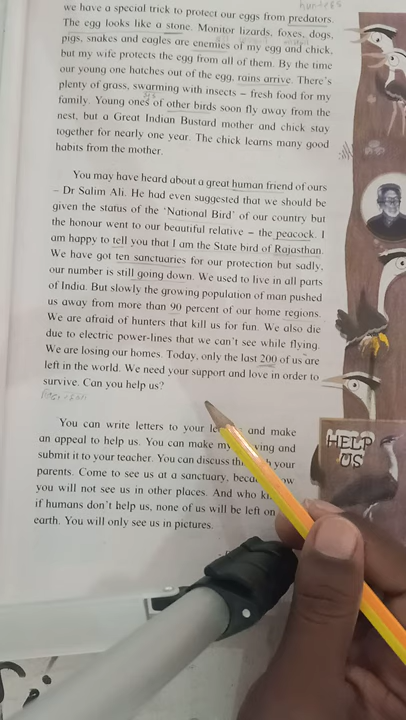 hunters
we have a special trick to protect our eggs from predators.
The egg looks like a stone. Monitor lizards, foxes, dogs,
pigs, snakes and eagles are enemies of my egg and chick,
but my wife protects the egg from all of them. By the time
our young one hatches out of the egg, rains arrive. There's
plenty of grass, swarming with insects – fresh food for my
family. Young ones of other birds soon fly away from the
nest, but a Great Indian Bustard mother and chick stay
together for nearly one year. The chick learns many good
habits from the mother.
You may have heard about a great human friend of ours
– Dr Salim Ali. He had even suggested that we should be
given the status of the 'National Bird' of our country but
the honour went to our beautiful relative – the peacock. I
am happy to tell you that I am the State bird of Rajasthan.
We have got ten sanctuaries for our protection but sadly,
our number is still going down. We used to live in all parts
of India. But slowly the growing population of man pushed
us away from more than 90 percent of our home regions.
We are afraid of hunters that kill us for fun. We also die
due to electric power-lines that we can't see while flying.
We are losing our homes. Today, only the last 200 of us are
left in the world. We need your support and love in order to
survive. Can you help us?
You can write letters to your and make
an appeal to help us. You can make my and
submit it to your teacher. You can discuss your
parents. Come to see us at a sanctuary,
you will not see us in other places. And who
if humans don't help us, none of us will be left on
earth. You will only see us in pictures.
HELP
US